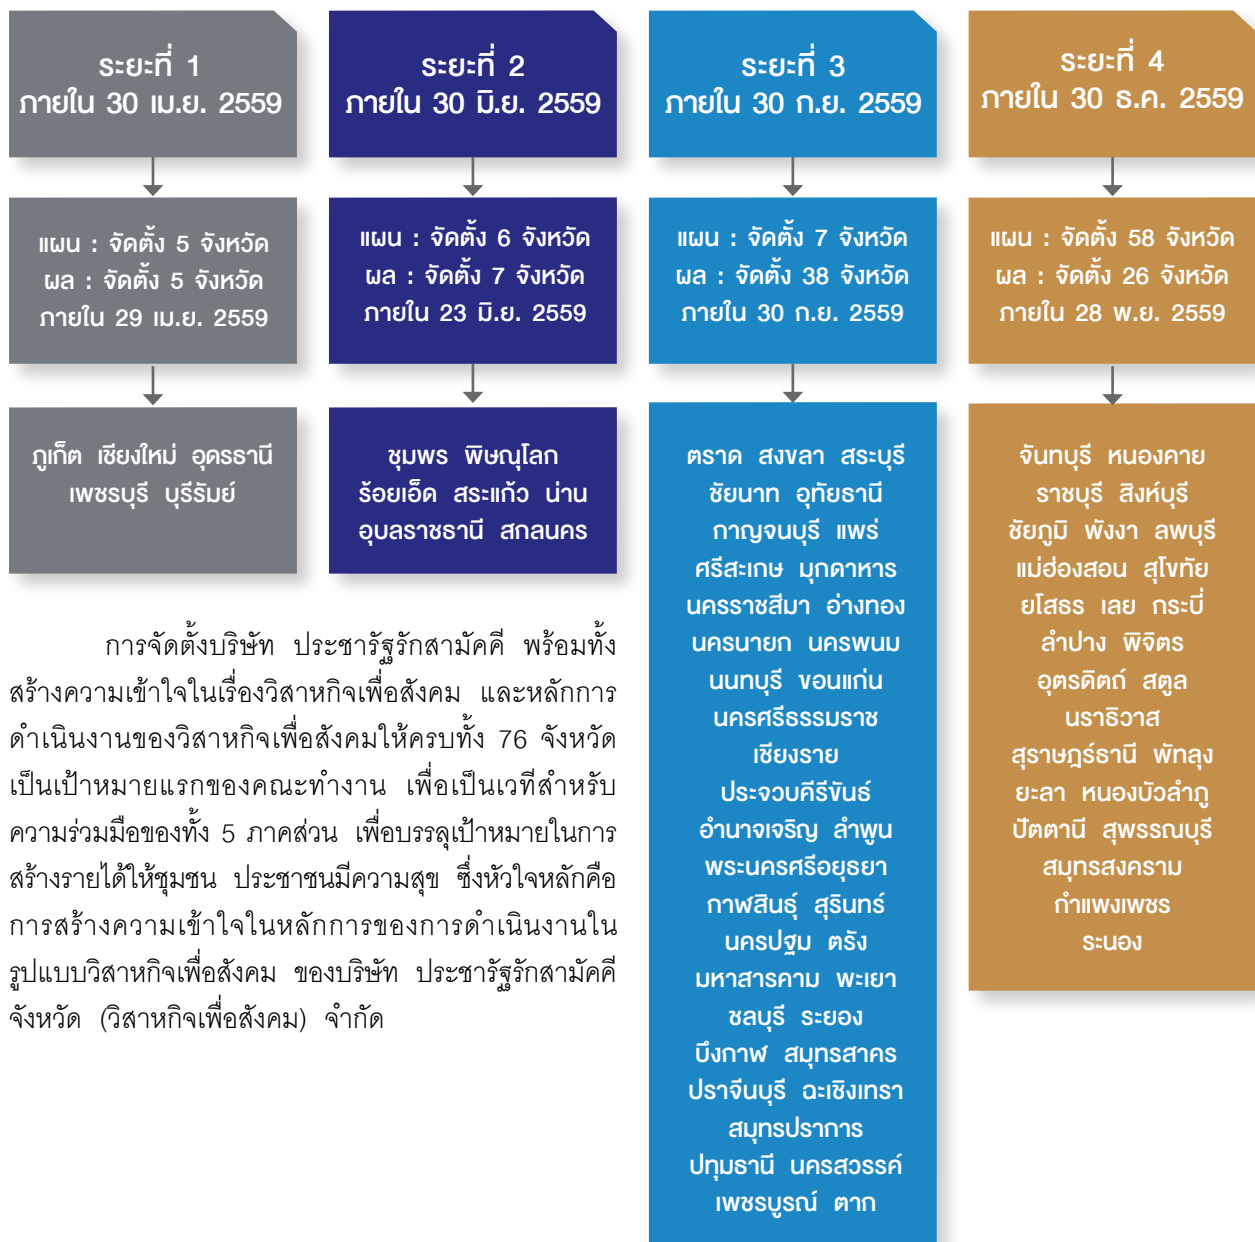 ระยะที่ 1
ภายใน 30 เม.ย. 2559
แผน : จัดตั้ง 5 จังหวัด
ผล : จัดตั้ง 5 จังหวัด
ภายใน 29 เม.ย. 2559
ภูเก็ต เชียงใหม่ อุดรธานี
เพชรบุรี บุรีรัมย์
ระยะที่ 2
ภายใน 30 มิ.ย. 2559
แผน : จัดตั้ง 6 จังหวัด
ผล : จัดตั้ง 7 จังหวัด
ภายใน 23 มิ.ย. 2559
ชุมพร พิษณุโลก
ร้อยเอ็ด สระแก้ว น่าน
อุบลราชธานี สกลนคร
ระยะที่ 3
ภายใน 30 ก.ย. 2559
แผน : จัดตั้ง 7 จังหวัด
ผล : จัดตั้ง 38 จังหวัด
ภายใน 30 ก.ย. 2559
ตราด สงขลา สระบุรี
ชัยนาท อุทัยธานี
กาญจนบุรี แพร่
ศรีสะเกษ มุกดาหาร
นครราชสีมา อ่างทอง
นครนายก นครพนม
นนทบุรี ขอนแก่น
นครศรีธรรมราช
เชียงราย
ประจวบคีรีขันธ์
อำนาจเจริญ ลำพูน
พระนครศรีอยุธยา
กาฬสินธุ์ สุรินทร์
นครปฐม ตรัง
มหาสารคาม พะเยา
ชลบุรี ระยอง
บึงกาฬ สมุทรสาคร
ปราจีนบุรี ฉะเชิงเทรา
สมุทรปราการ
ปทุมธานี นครสวรรค์
เพชรบูรณ์ ตาก
ระยะที่ 4
ภายใน 30 ธ.ค. 2559
แผน : จัดตั้ง 58 จังหวัด
ผล : จัดตั้ง 26 จังหวัด
ภายใน 28 พ.ย. 2559
จันทบุรี หนองคาย
ราชบุรี สิงห์บุรี
ชัยภูมิ พังงา ลพบุรี
แม่ฮ่องสอน สุโขทัย
ยโสธร เลย กระบี่
ลำปาง พิจิตร
อุตรดิตถ์ สตูล
นราธิวาส
สุราษฎร์ธานี พัทลุง
ยะลา หนองบัวลำภู
ปัตตานี สุพรรณบุรี
สมุทรสงคราม
กำแพงเพชร
ระนอง
การจัดตั้งบริษัท ประชารัฐรักสามัคคี พร้อมทั้ง
สร้างความเข้าใจในเรื่องวิสาหกิจเพื่อสังคม และหลักการ
ดำเนินงานของวิสาหกิจเพื่อสังคมให้ครบทั้ง 76 จังหวัด
เป็นเป้าหมายแรกของคณะทำงาน เพื่อเป็นเวทีสำหรับ
ความร่วมมือของทั้ง 5 ภาคส่วน เพื่อบรรลุเป้าหมายในการ
สร้างรายได้ให้ชุมชน ประชาชนมีความสุข ซึ่งหัวใจหลักคือ
การสร้างความเข้าใจในหลักการของการดำเนินงานใน
รูปแบบวิสาหกิจเพื่อสังคม ของบริษัท ประชารัฐรักสามัคคี
จังหวัด (วิสาหกิจเพื่อสังคม) จำกัด